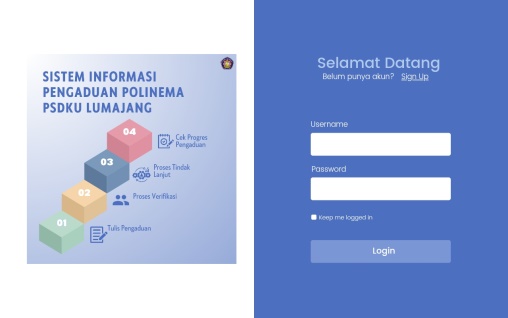 SISTEM INFORMASI
PENGADUAN POLINEMA
PSDKU LUMAJANG
04
Cek Progres
Pengaduan
03
Proses Tindak
Lanjut
02
Proses Verifikasi
01
Tulis Pengaduan
Selamat Datang
Belum punya akun? Sign Up
Username
Password
Keep me logged in
Login